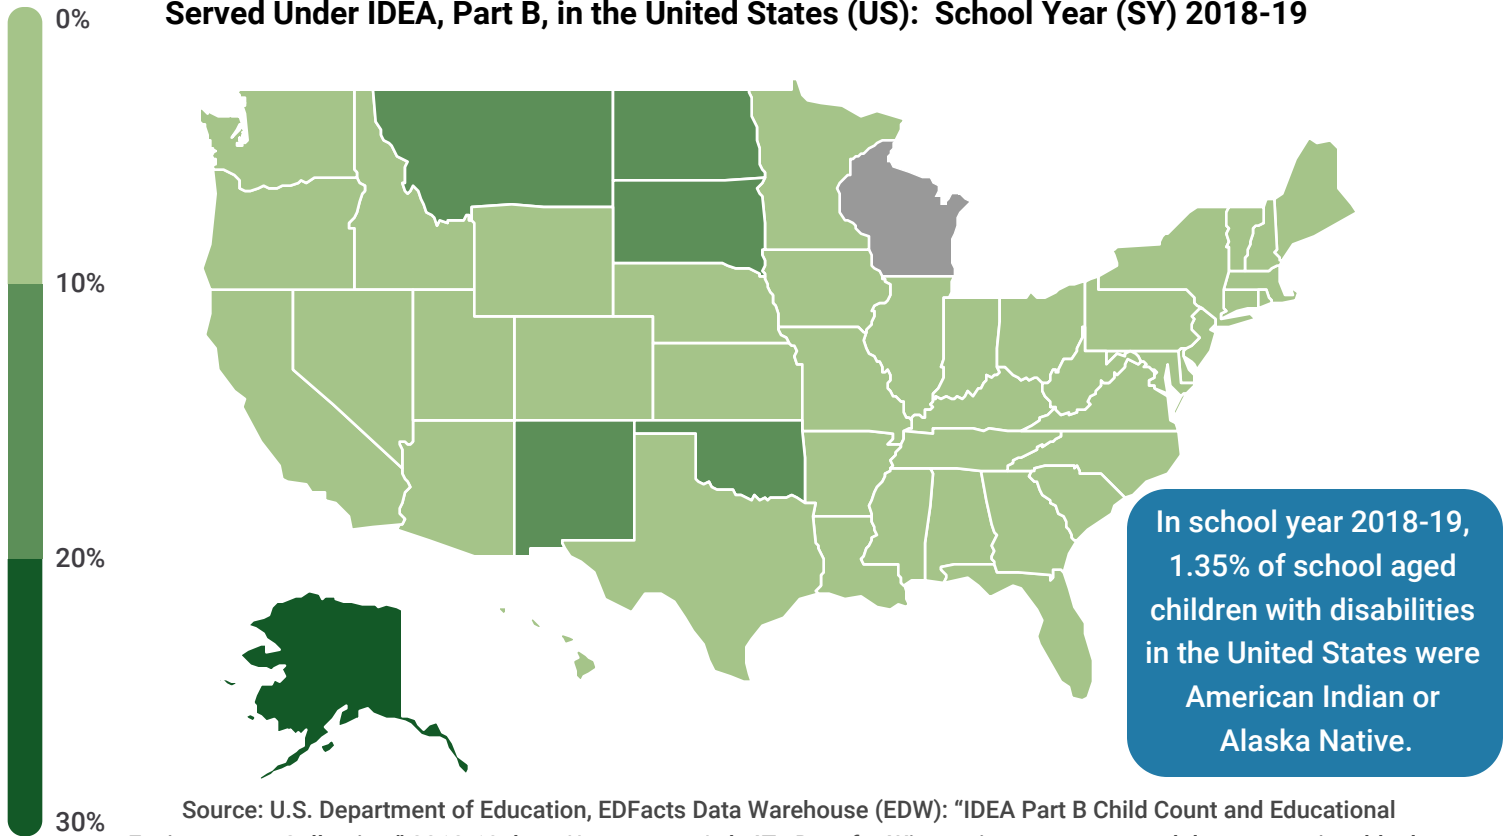 0%
Served Under IDEA, Part B, in the United States (US): School Year (SY) 2018-19
10%
20%
30%
In school year 2018-19,
1.35% of school aged
children with disabilities
in the United States were
American Indian or
Alaska Native.
Source: U.S. Department of Education, EDFacts Data Warehouse (EDW): “IDEA Part B Child Count and Educational